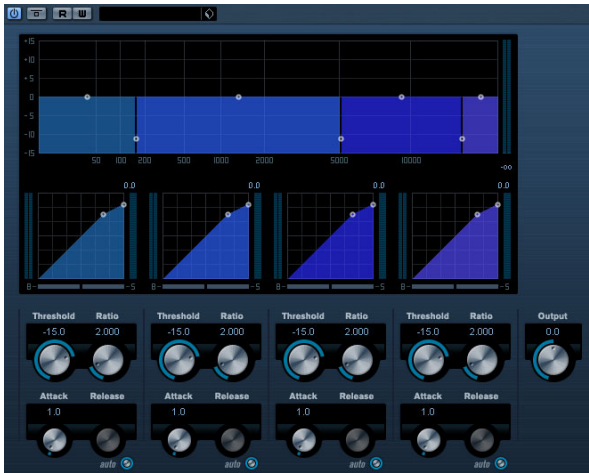 R W
+15
+10
+5
0
-5
-10
-15
50 100 200 500 1000 2000 5000 10000
-oo
0.0 0.0 0.0 0.0
B S B S B S B S
Threshold Ratio Threshold Ratio Threshold Ratio Threshold Ratio Output
-15.0 2.000 -15.0 2.000 -15.0 2.000 -15.0 2.000 0.0
Attack Release Attack Release Attack Release Attack Release
1.0 1.0 1.0 1.0
auto auto auto auto